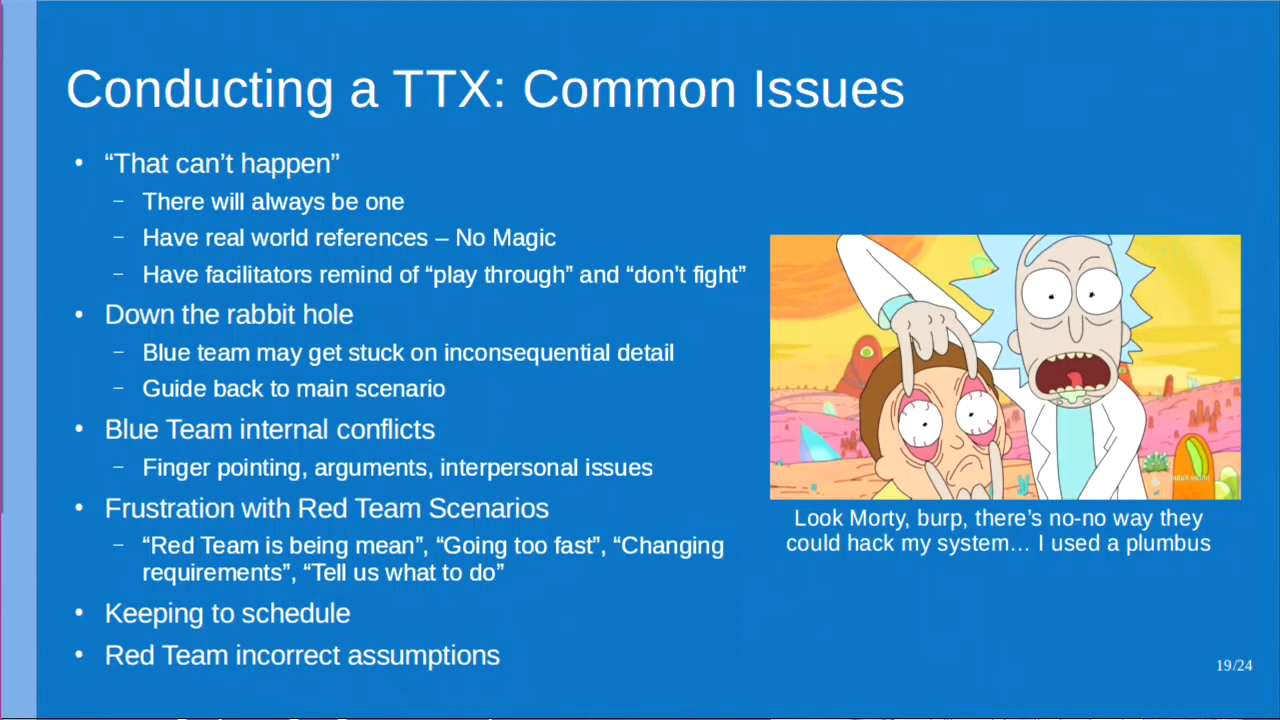 Conducting a TTX: Common Issues
• “That can’t happen”
– There will always be one
– Have real world references – No Magic
– Have facilitators remind of “play through” and “don’t fight”
• Down the rabbit hole
– Blue team may get stuck on inconsequential detail
– Guide back to main scenario
• Blue Team internal conflicts
– Finger pointing, arguments, interpersonal issues
• Frustration with Red Team Scenarios
– “Red Team is being mean”, “Going too fast”, “Changing
requirements”, “Tell us what to do”
• Keeping to schedule
• Red Team incorrect assumptions
[adult swim]
Look Morty, burp, there’s no-no way they
could hack my system… I used a plumbus
19/24